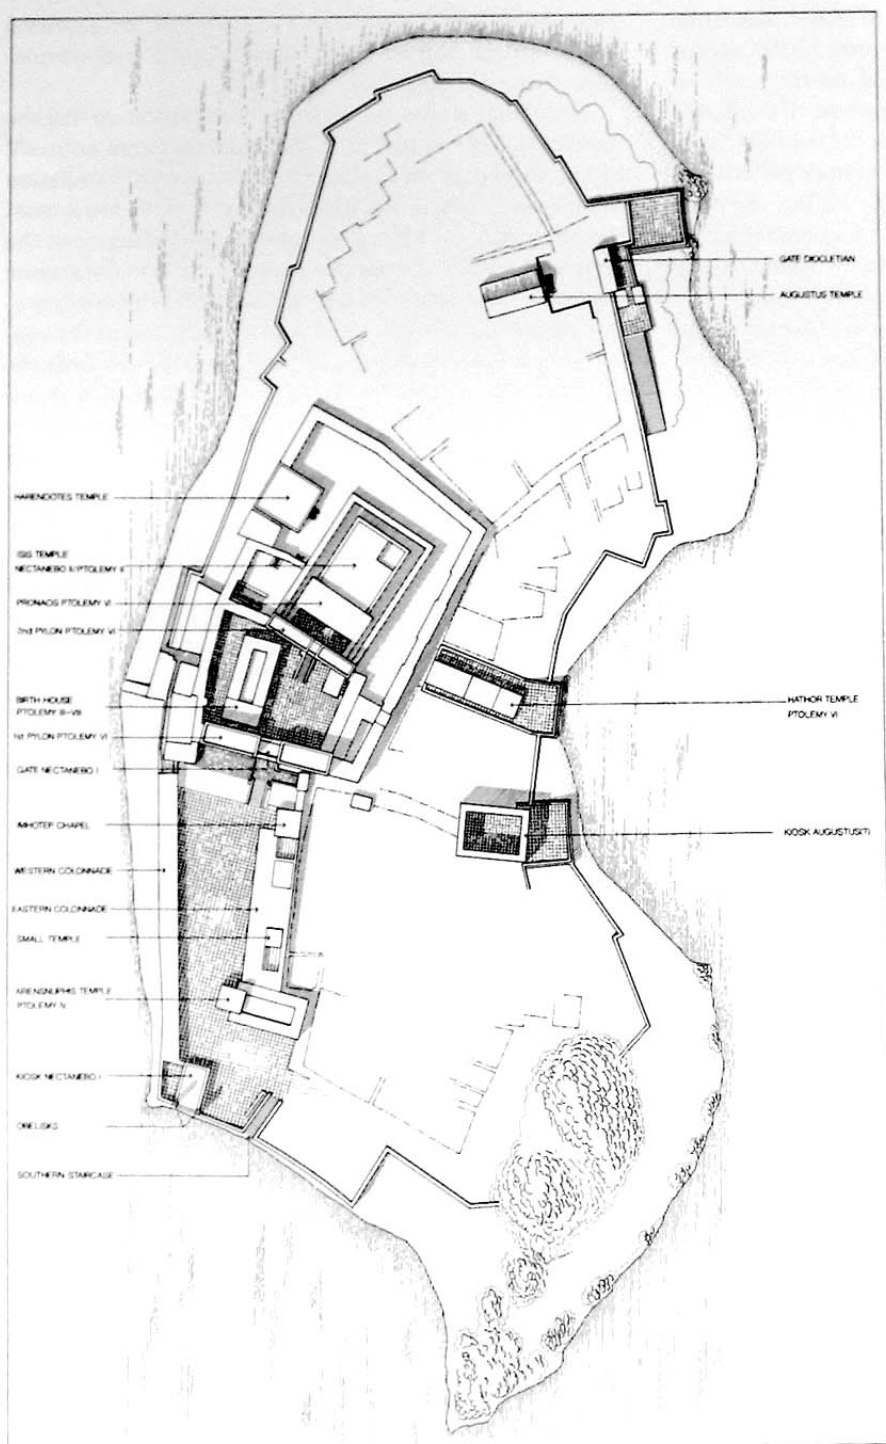 GATE DIOCLETIAN
AUGUSTUS TEMPLE
HARENDOTES TEMPLE
ISIS TEMPLE
NECTANEBO II/PTOLEMY II
PRONAOS PTOLEMY VI
2nd PYLON PTOLEMY VI
BIRTH HOUSE
PTOLEMY III–VIII
1st PYLON PTOLEMY VI
GATE NECTANEBO I
IMHOTEP CHAPEL
WESTERN COLONNADE
EASTERN COLONNADE
SMALL TEMPLE
ARENSNUPHIS TEMPLE
PTOLEMY IV
KIOSK NECTANEBO I
OBELISKS
SOUTHERN STAIRCASE
HATHOR TEMPLE
PTOLEMY VI
KIOSK AUGUSTUS(?)